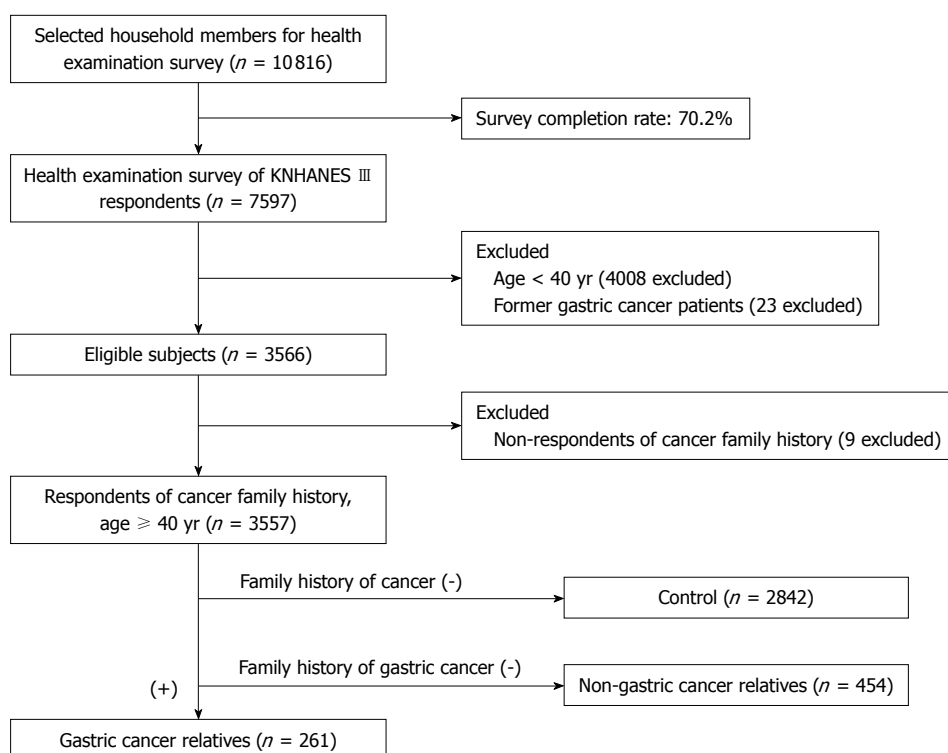 Selected household members for health
examination survey (n = 10 816)
Survey completion rate: 70.2%
Health examination survey of KNHANES Ⅲ
respondents (n = 7597)
Excluded
Age < 40 yr (4008 excluded)
Former gastric cancer patients (23 excluded)
Eligible subjects (n = 3566)
Excluded
Non-respondents of cancer family history (9 excluded)
Respondents of cancer family history,
age ≥ 40 yr (n = 3557)
Family history of cancer (-)
Control (n = 2842)
Family history of gastric cancer (-)
Non-gastric cancer relatives (n = 454)
(+)
Gastric cancer relatives (n = 261)